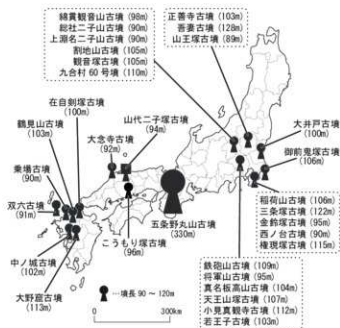 綿貫観音山古墳 (98m)
総社二子山古墳 (90m)
上淵名二子山古墳 (90m)
割地山古墳 (105m)
観音塚古墳 (105m)
九合村 60 号墳 (110m)
正善寺古墳 (103m)
吾妻古墳 (128m)
山王塚古墳 (89m)
大井戸古墳
(100m)
御前鬼塚古墳
(106m)
在自剣塚古墳
(100m)
鶴見山古墳
(103m)
乗場古墳
(90m)
双六古墳
(91m)
山代二子塚古墳
(94m)
大念寺古墳
(92m)
五条野丸山古墳
(330m)
こうもり塚古墳
(96m)
中ノ城古墳
(102m)
大野窟古墳
(113m)
稲荷山古墳 (106m)
三条塚古墳 (122m)
金鈴塚古墳 (95m)
西ノ台古墳 (90m)
権現塚古墳 (115m)
鉄砲山古墳 (109m)
将軍山古墳 (95m)
真名板高山古墳 (104m)
天王山塚古墳 (107m)
小見真観寺古墳 (112m)
若王子古墳 (103m)
…墳長 90 ～ 120m
0 300km